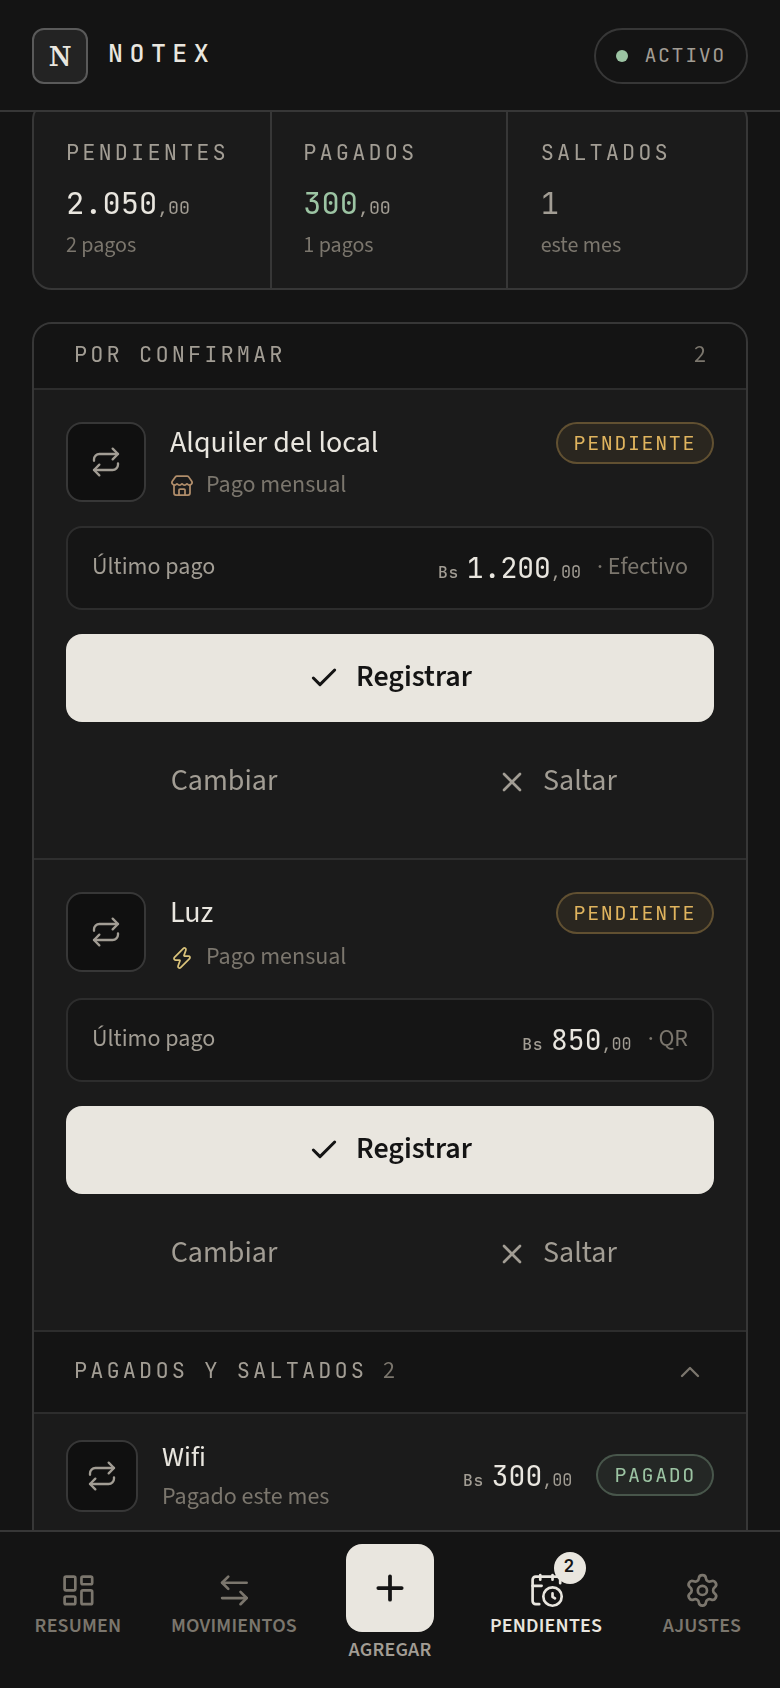 N NOTEX
ACTIVO
PENDIENTES
2.050,00
2 pagos
PAGADOS
300,00
1 pagos
SALTADOS
1
este mes
POR CONFIRMAR 2
Alquiler del local
PENDIENTE
Pago mensual
Último pago Bs 1.200,00 · Efectivo
Registrar
Cambiar Saltar
Luz
PENDIENTE
Pago mensual
Último pago Bs 850,00 · QR
Registrar
Cambiar Saltar
PAGADOS Y SALTADOS 2
Wifi
Pagado este mes
Bs 300,00 PAGADO
RESUMEN
MOVIMIENTOS
AGREGAR
2
PENDIENTES
AJUSTES